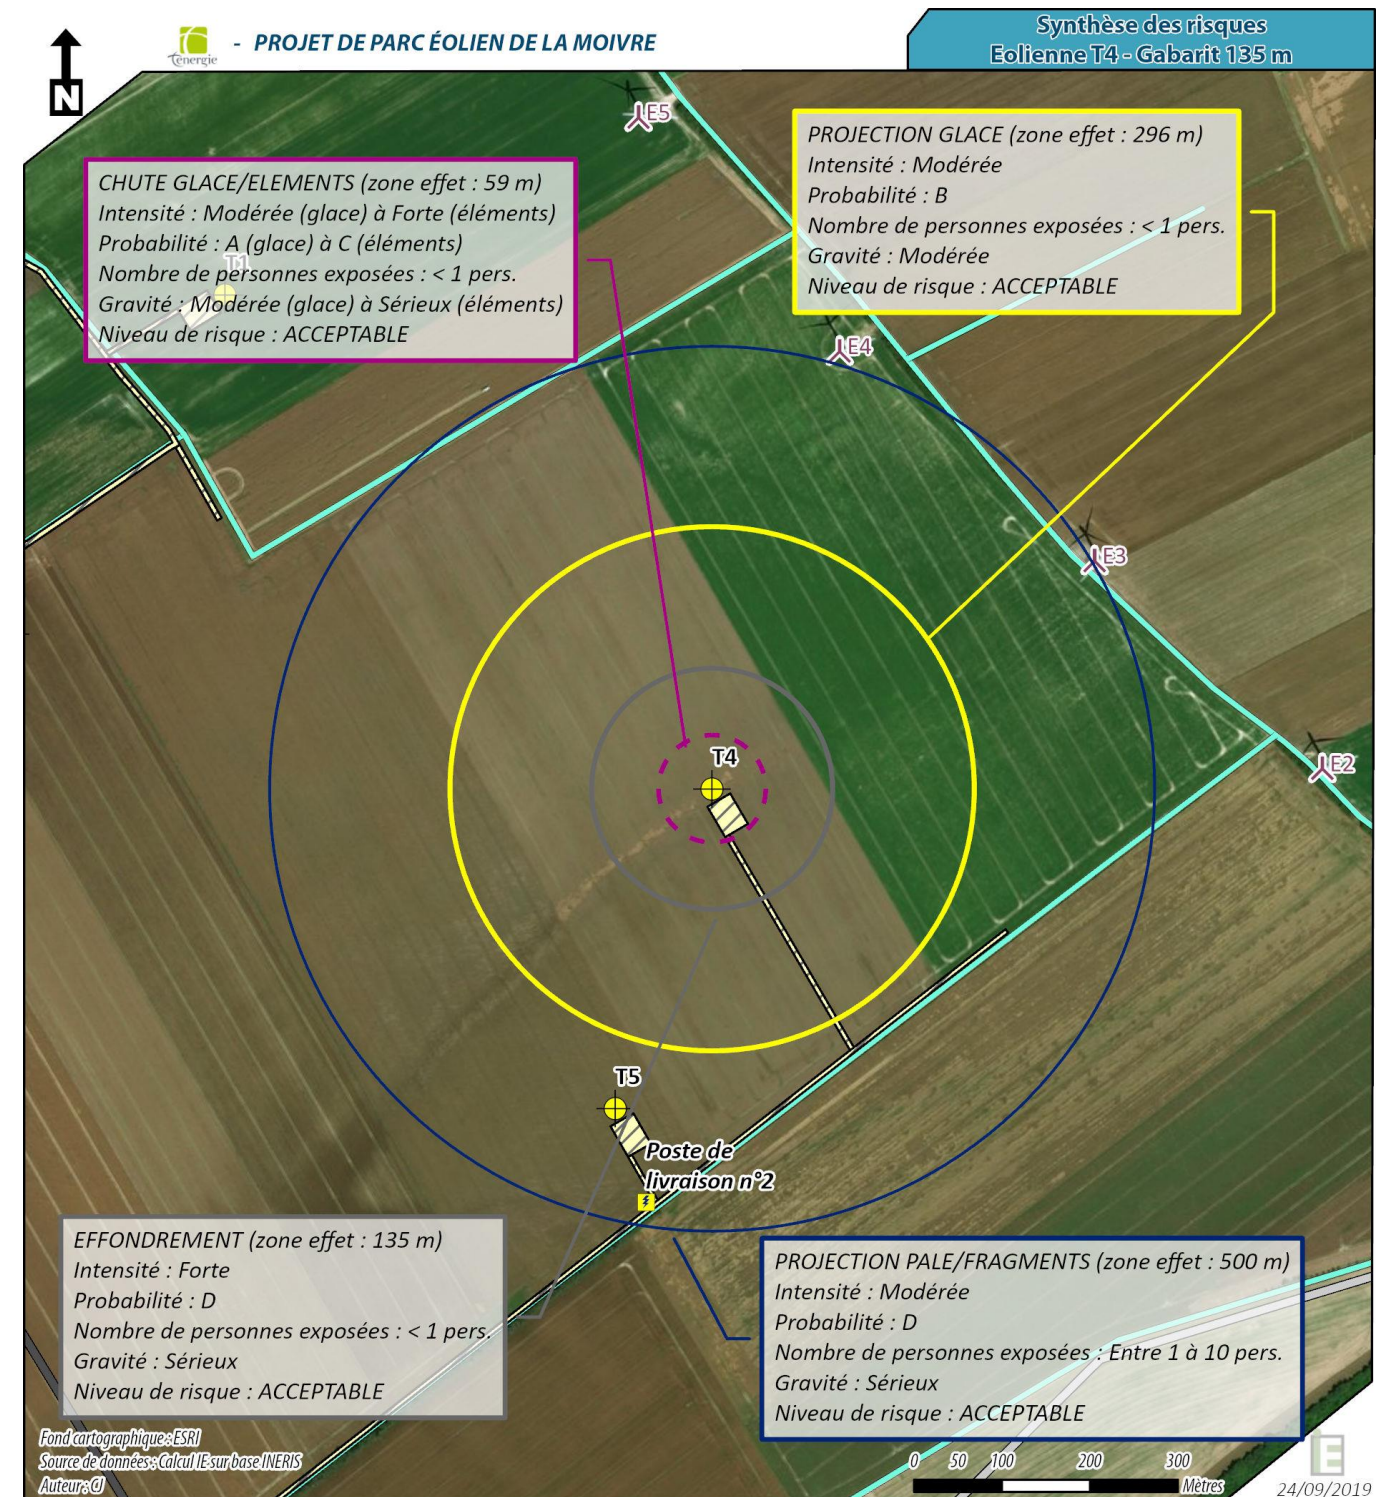 N
Ténergie
- PROJET DE PARC ÉOLIEN DE LA MOIVRE
Synthèse des risques
Eolienne T4 - Gabarit 135 m
E5
PROJECTION GLACE (zone effet : 296 m)
Intensité : Modérée
Probabilité : B
Nombre de personnes exposées : < 1 pers.
Gravité : Modérée
Niveau de risque : ACCEPTABLE
CHUTE GLACE/ELEMENTS (zone effet : 59 m)
Intensité : Modérée (glace) à Forte (éléments)
Probabilité : A (glace) à C (éléments)
Nombre de personnes exposées : < 1 pers.
Gravité : Modérée (glace) à Sérieux (éléments)
Niveau de risque : ACCEPTABLE
T1
E4
E3
E2
T4
T5
Poste de
livraison n°2
EFFONDREMENT (zone effet : 135 m)
Intensité : Forte
Probabilité : D
Nombre de personnes exposées : < 1 pers.
Gravité : Sérieux
Niveau de risque : ACCEPTABLE
PROJECTION PALE/FRAGMENTS (zone effet : 500 m)
Intensité : Modérée
Probabilité : D
Nombre de personnes exposées : Entre 1 à 10 pers.
Gravité : Sérieux
Niveau de risque : ACCEPTABLE
Fond cartographique : ESRI
Source de données : Calcul IE sur base INERIS
Auteur : CJ
0 50 100 200 300
Mètres
IE
24/09/2019